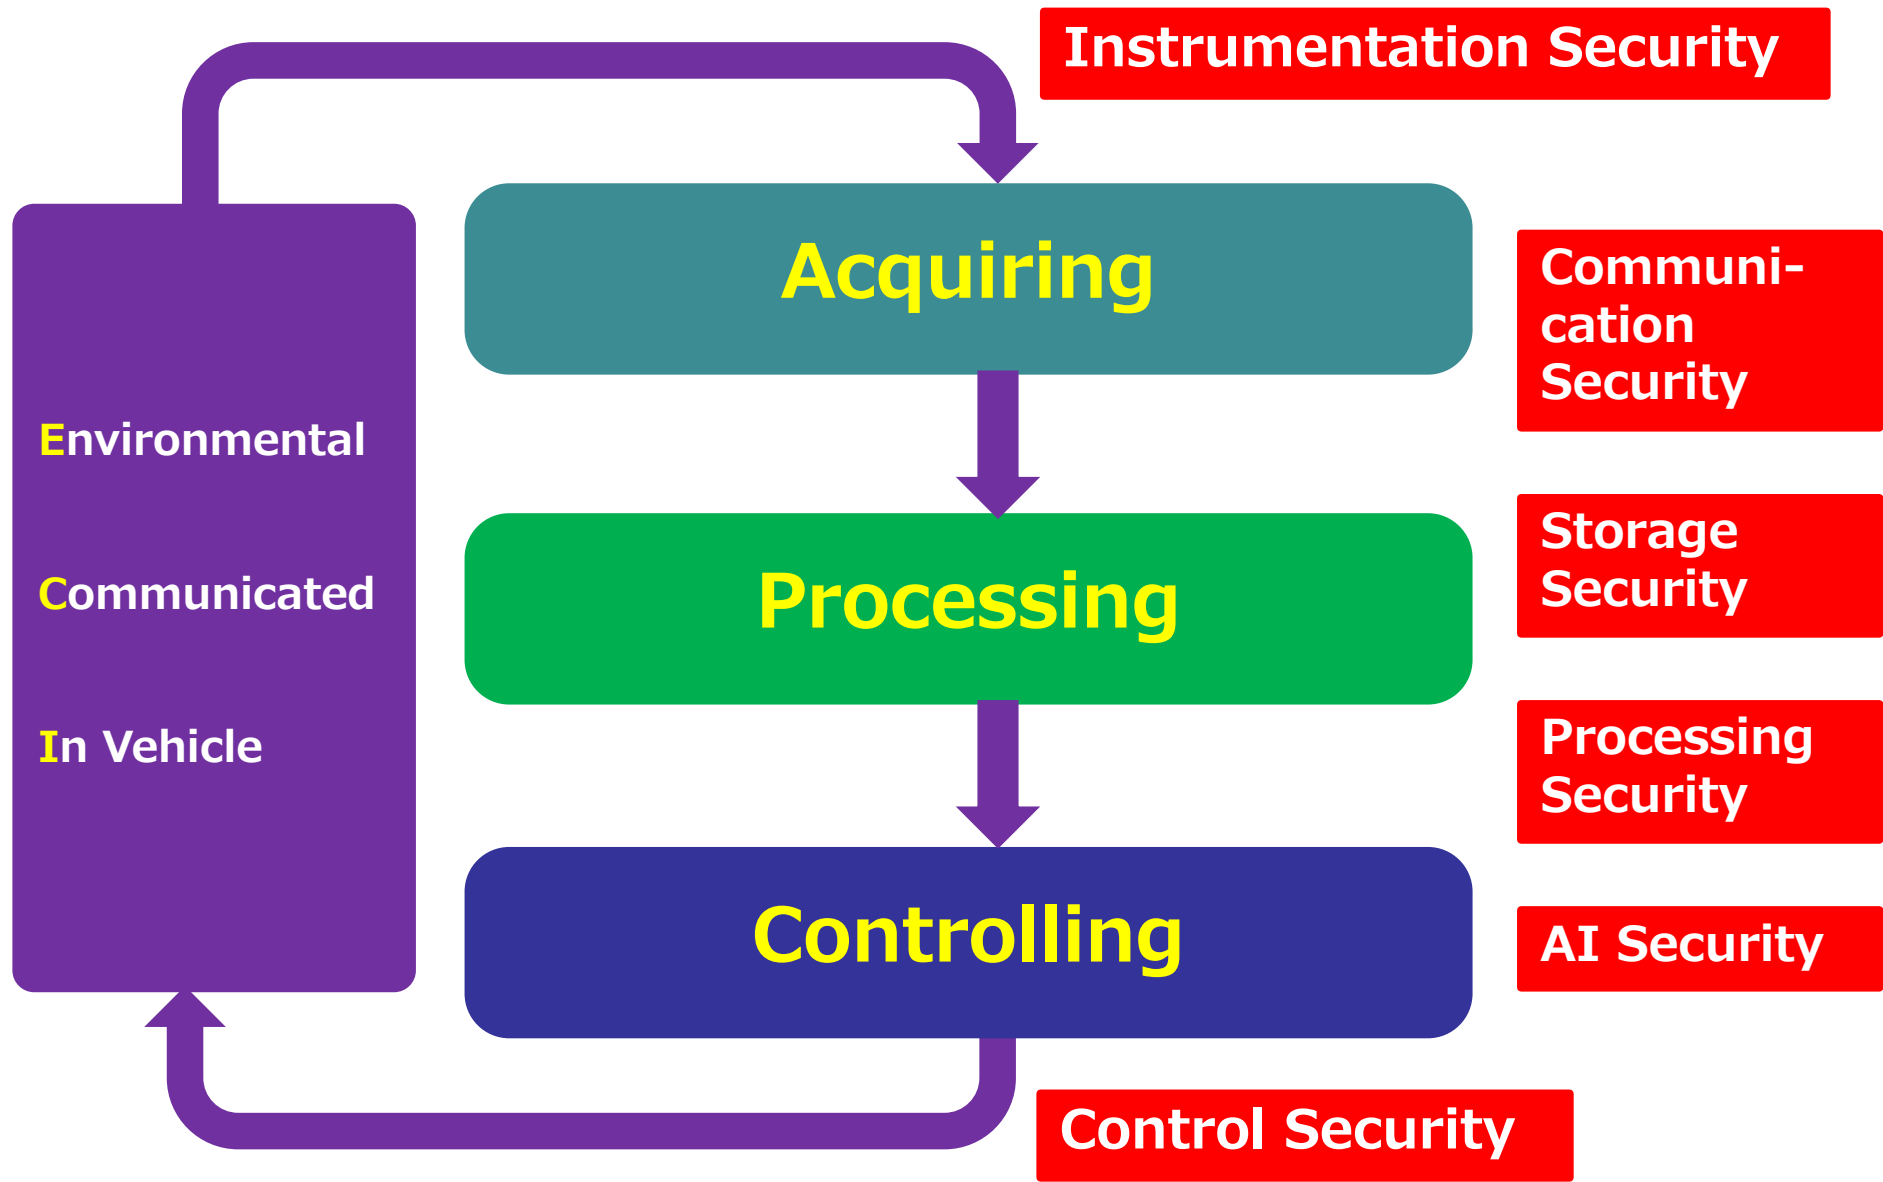 Instrumentation Security
Acquiring
Communi-
cation
Security
Environmental
Communicated
In Vehicle
Processing
Storage
Security
Processing
Security
Controlling
AI Security
Control Security